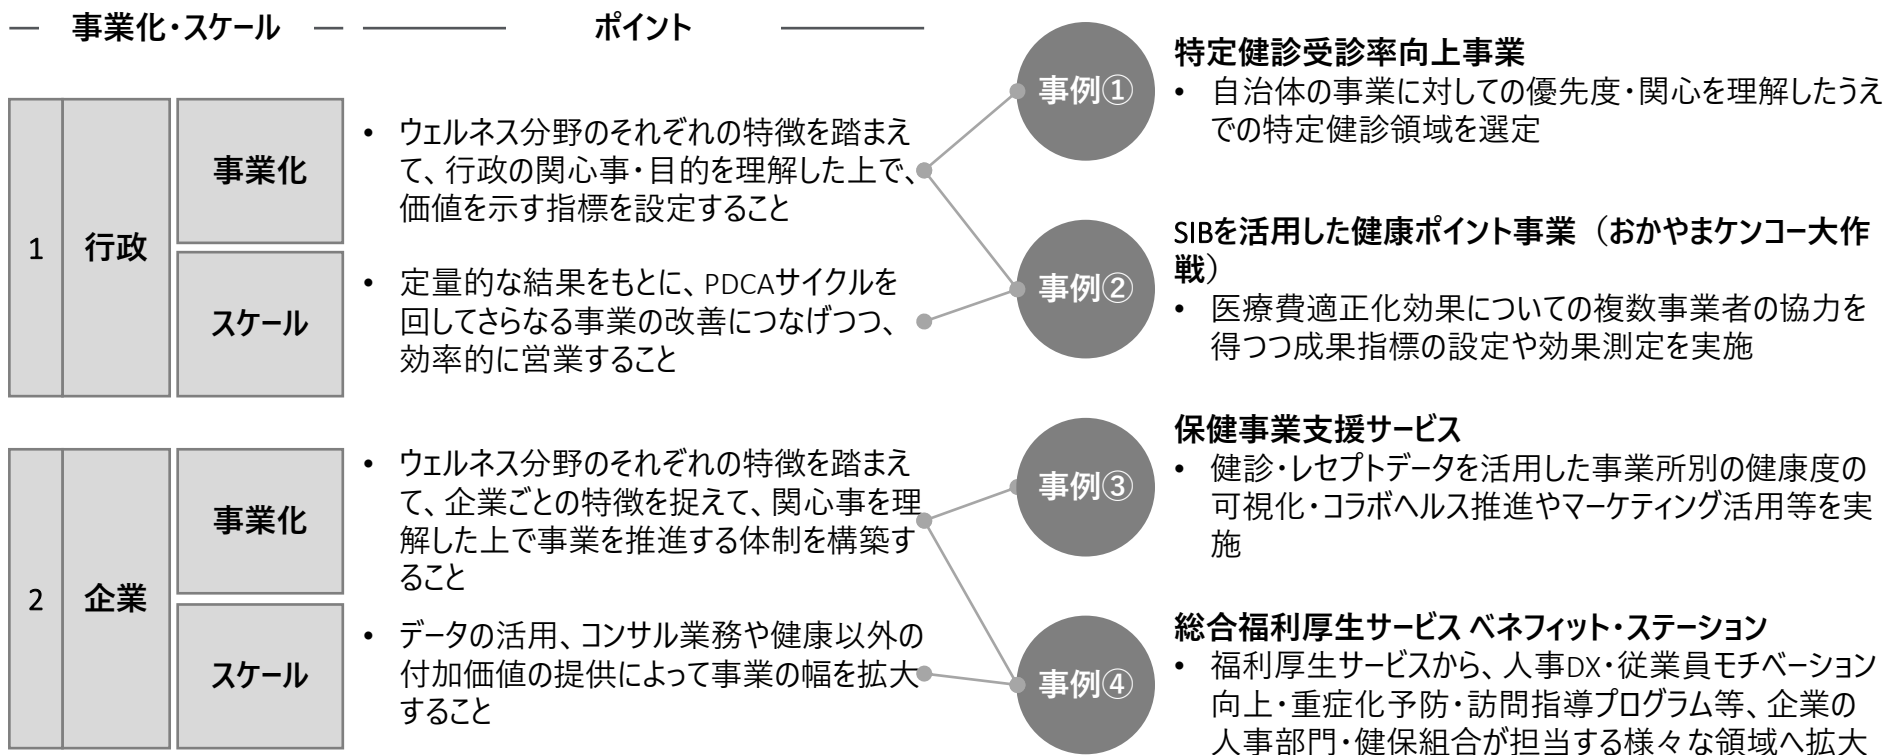 事業化・スケール
ポイント
1
行政
事業化
• ウェルネス分野のそれぞれの特徴を踏まえ
て、行政の関心事・目的を理解した上で、
価値を示す指標を設定すること
スケール
• 定量的な結果をもとに、PDCAサイクルを
回してさらなる事業の改善につなげつつ、
効率的に営業すること
2
企業
事業化
• ウェルネス分野のそれぞれの特徴を踏まえ
て、企業ごとの特徴を捉えて、関心事を理
解した上で事業を推進する体制を構築す
ること
スケール
• データの活用、コンサル業務や健康以外の
付加価値の提供によって事業の幅を拡大
すること
事例①
特定健診受診率向上事業
• 自治体の事業に対しての優先度・関心を理解したうえ
での特定健診領域を選定
事例②
SIBを活用した健康ポイント事業（おかやまケンコー大作
戦）
• 医療費適正化効果についての複数事業者の協力を
得つつ成果指標の設定や効果測定を実施
事例③
保健事業支援サービス
• 健診・レセプトデータを活用した事業所別の健康度の
可視化・コラボヘルス推進やマーケティング活用等を実
施
事例④
総合福利厚生サービス ベネフィット・ステーション
• 福利厚生サービスから、人事DX・従業員モチベーション
向上・重症化予防・訪問指導プログラム等、企業の
人事部門・健保組合が担当する様々な領域へ拡大